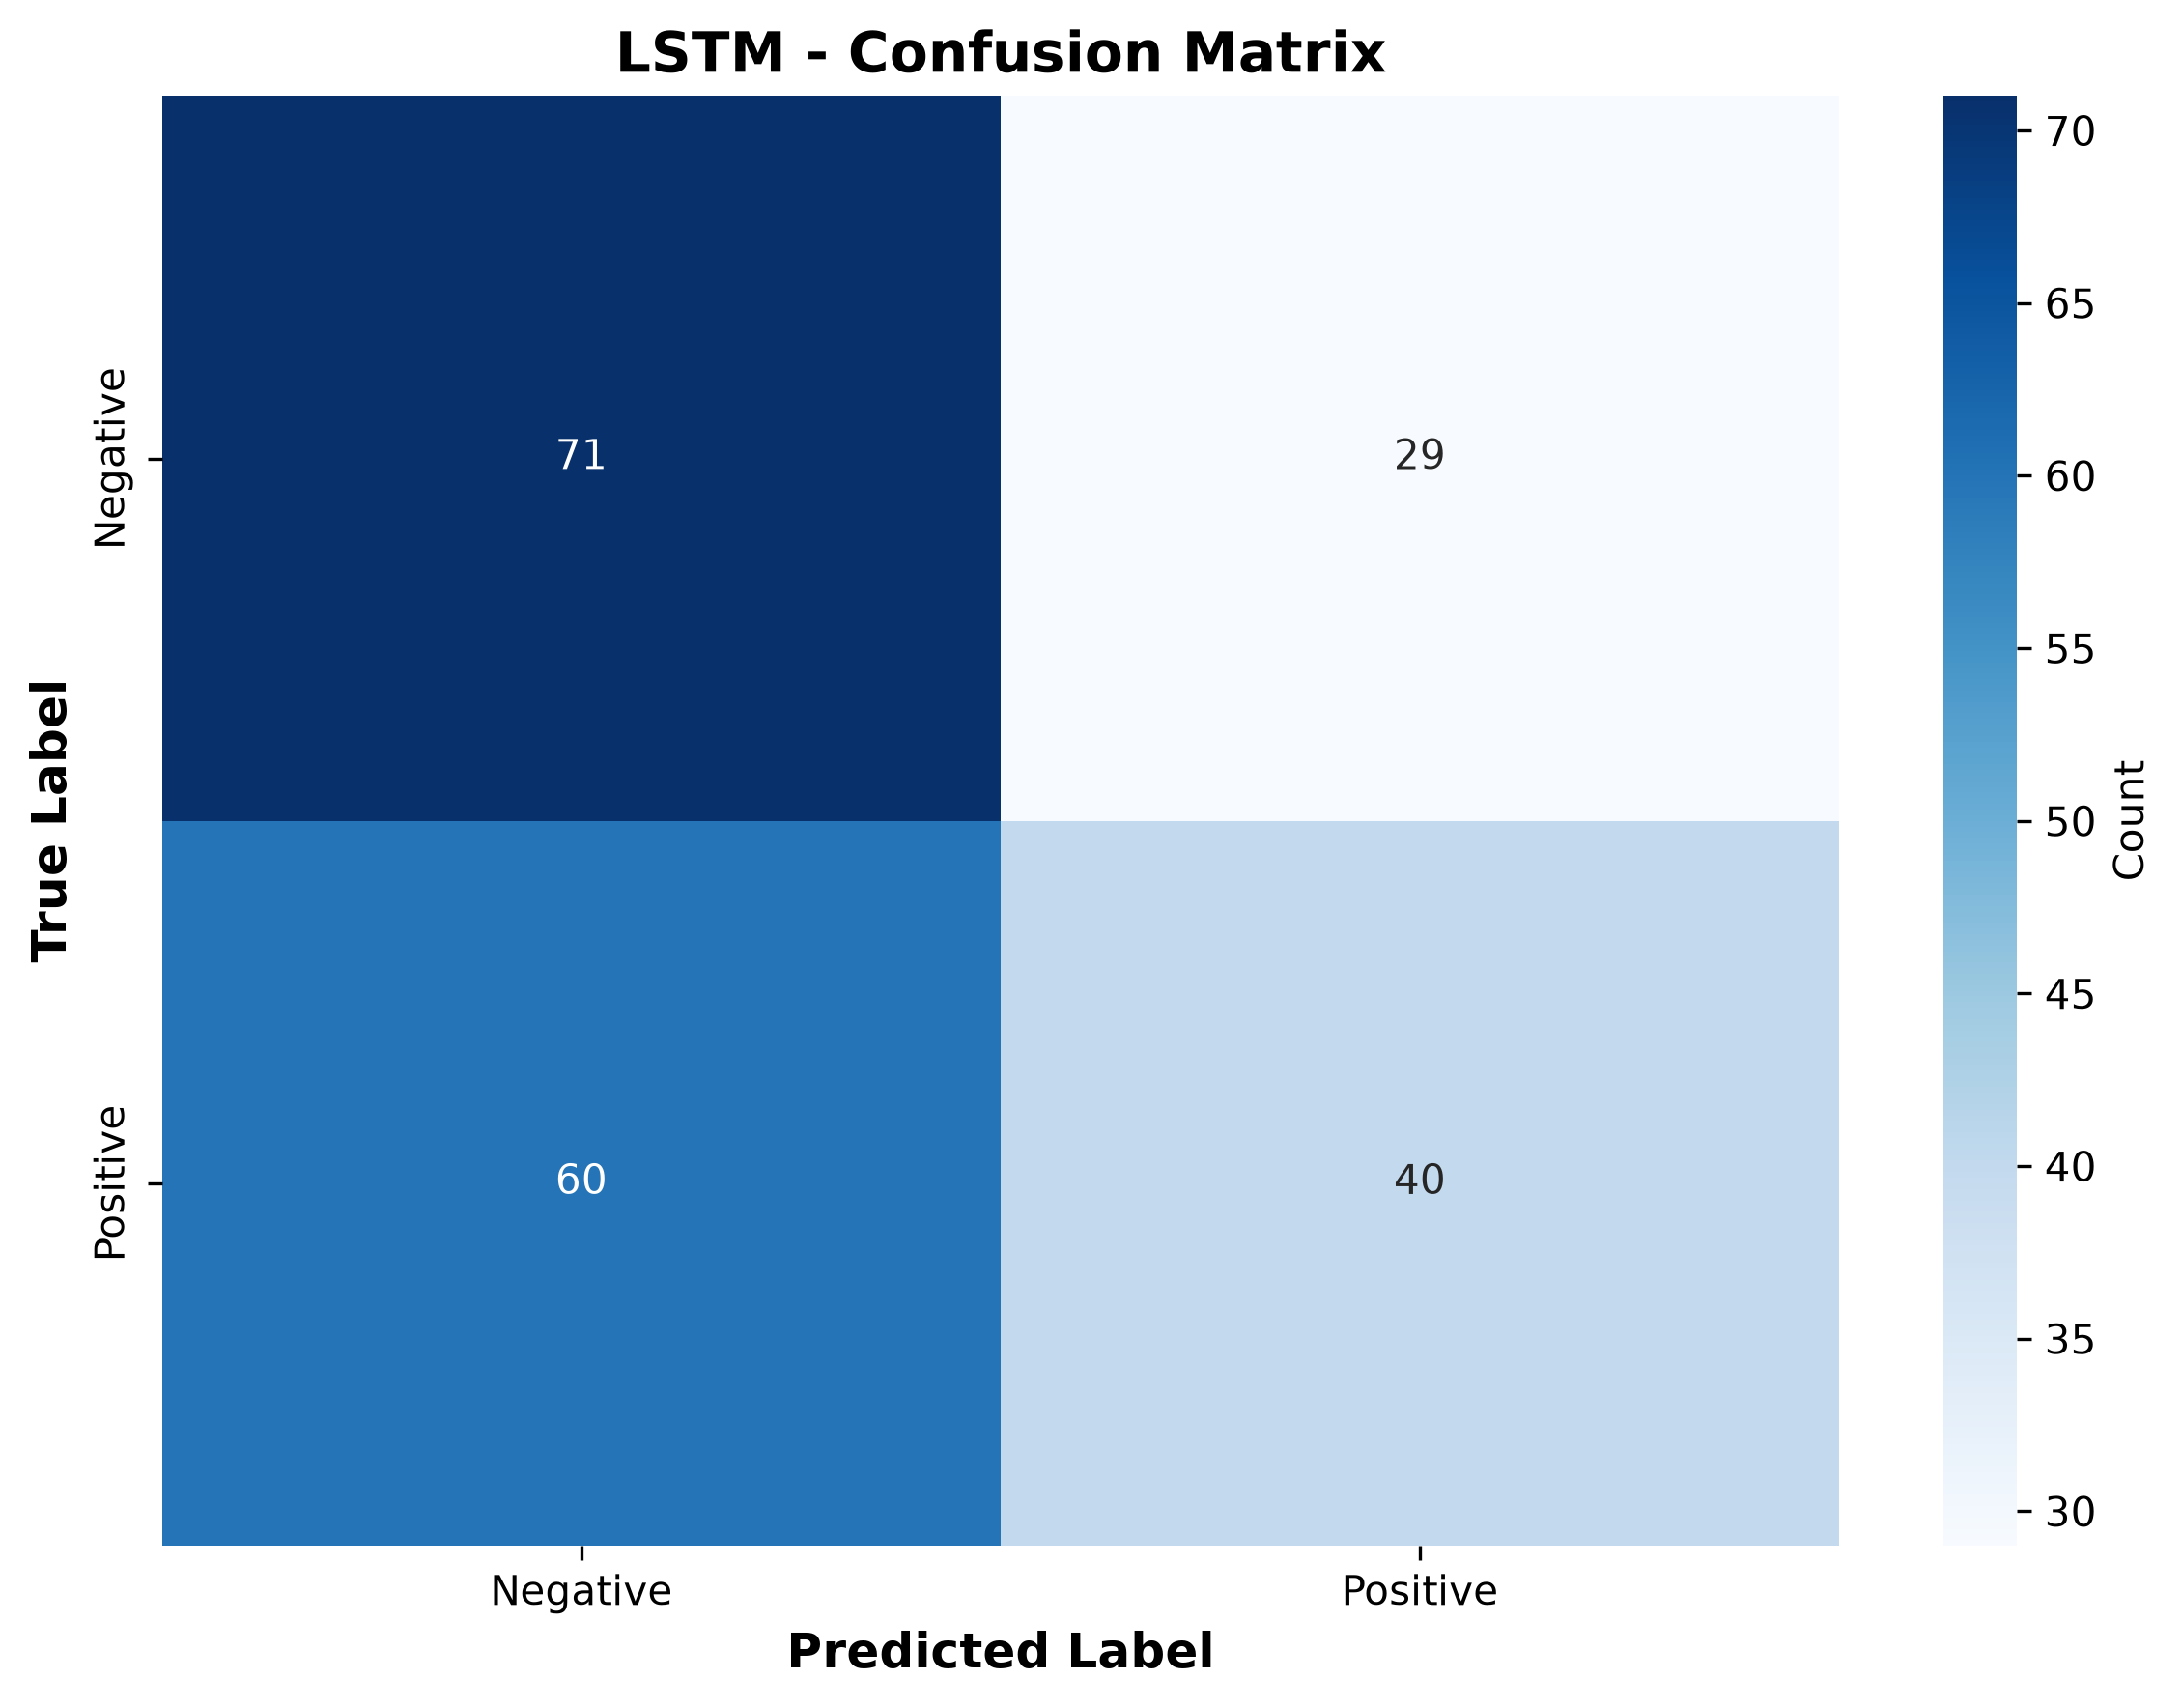 LSTM - Confusion Matrix
True Label
Negative
71
29
Positive
60
40
Negative
Positive
Predicted Label
70
65
60
55
50
45
40
35
30
Count